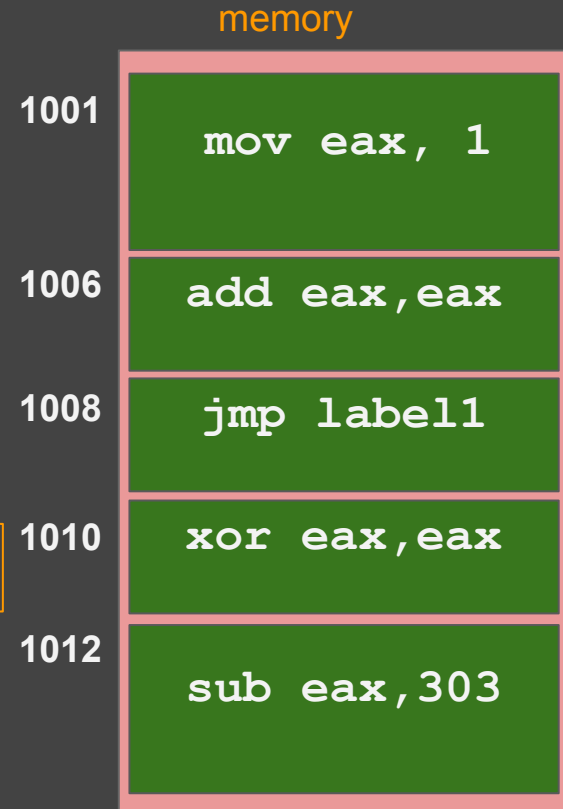 memory
1001
mov eax, 1
1006
add eax,eax
1008
jmp label1
1010
xor eax,eax
1012
sub eax,303